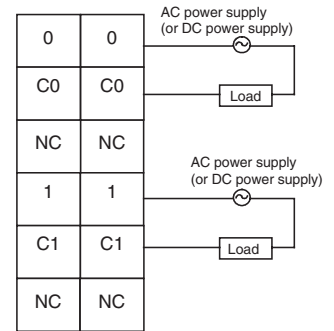 AC power supply
(or DC power supply)
0 0
C0 C0
Load
NC NC
AC power supply
(or DC power supply)
1 1
C1 C1
Load
NC NC